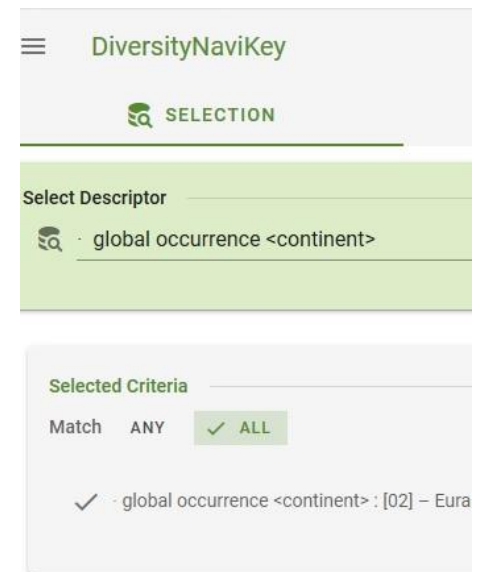 DiversityNaviKey
SELECTION
Select Descriptor
· global occurrence <continent>
Selected Criteria
Match ANY ✓ ALL
✓ · global occurrence <continent> : [02] – Eura